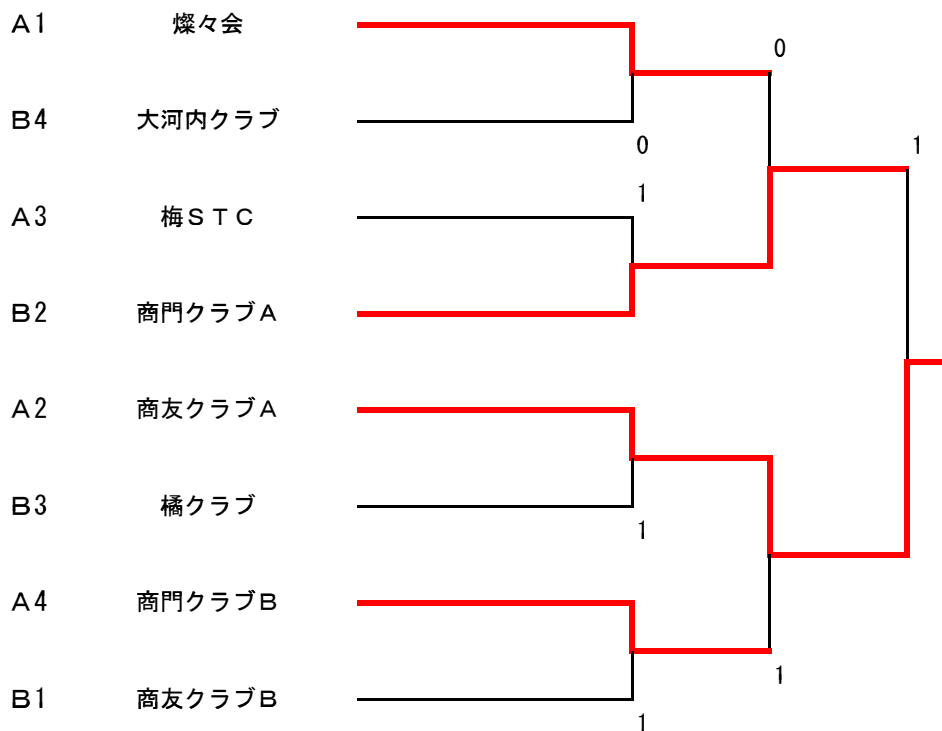 A1 燦々会
0
B4 大河内クラブ
0
1
1
A3 梅STC
B2 商門クラブA
A2 商友クラブA
B3 橘クラブ
1
A4 商門クラブB
1
B1 商友クラブB
1